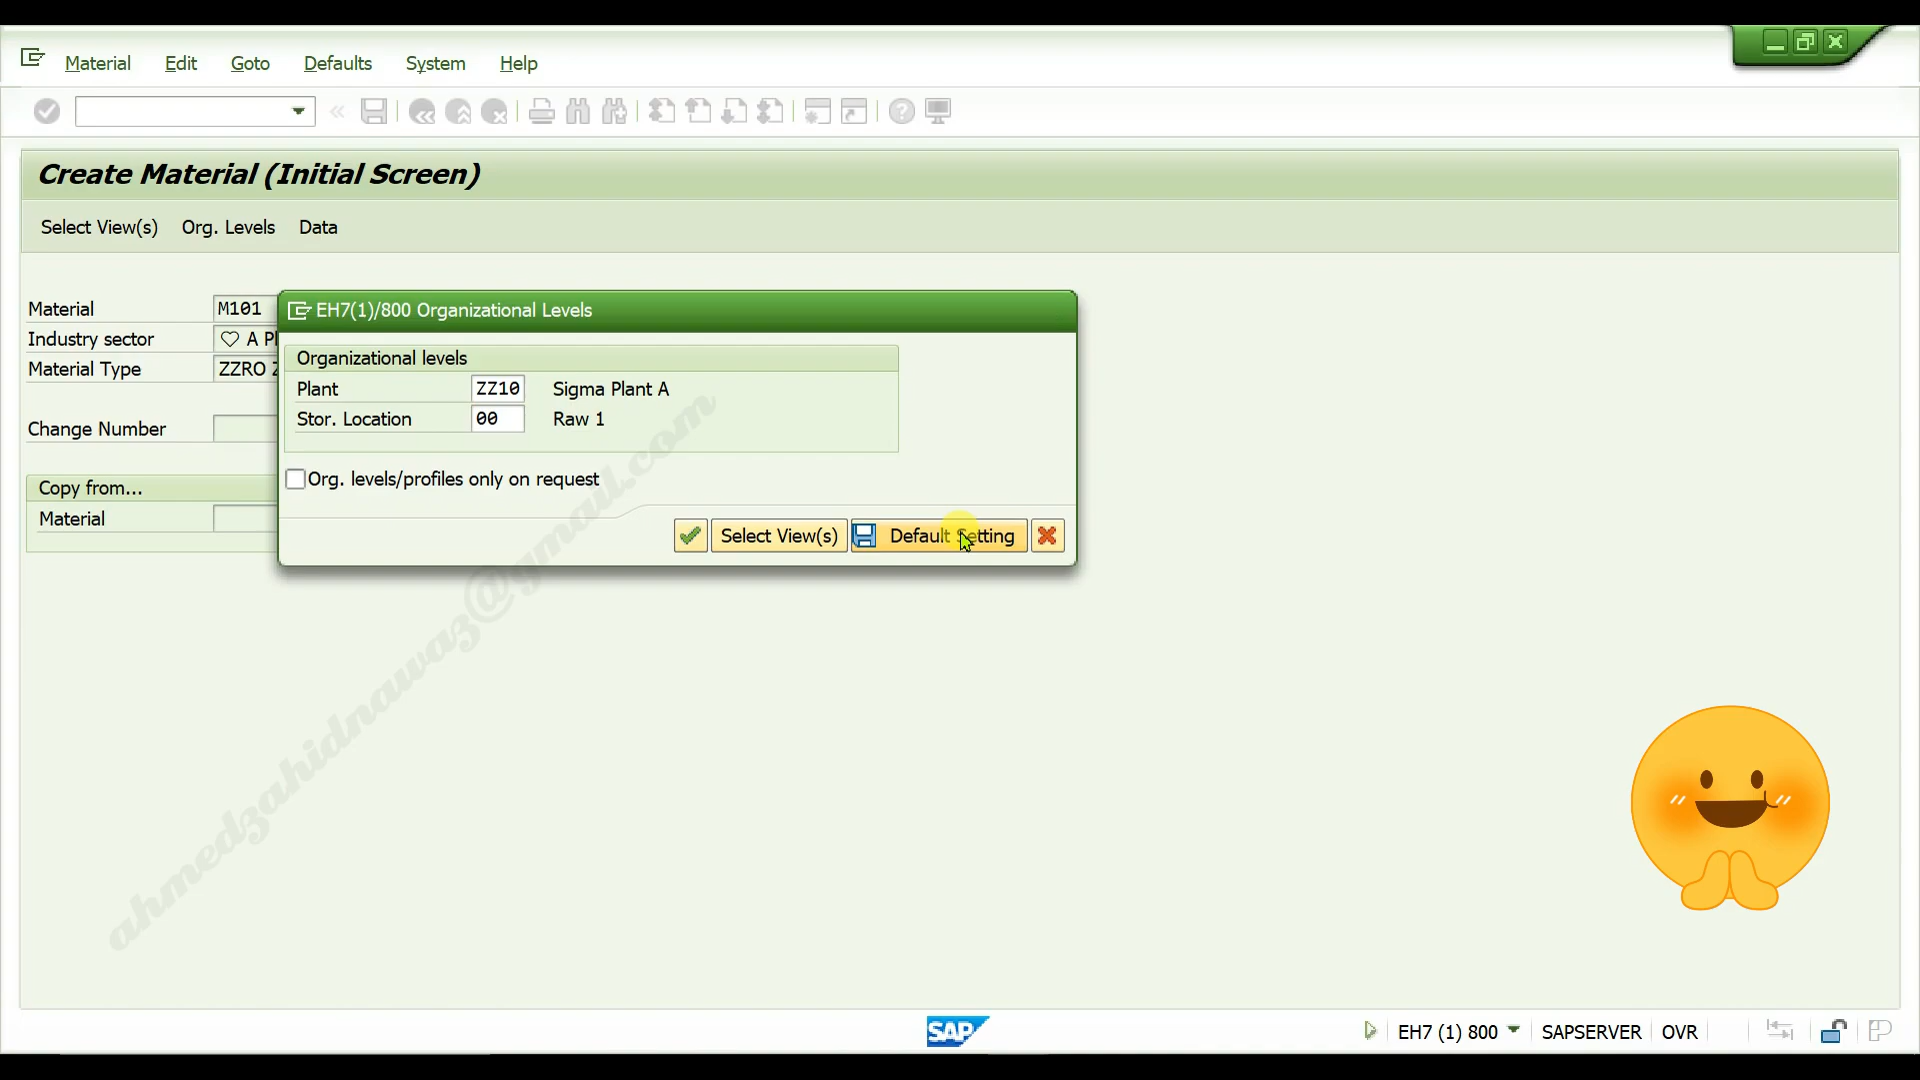 Material Edit Goto Defaults System Help
Create Material (Initial Screen)
Select View(s) Org. Levels Data
Material M101
Industry sector A Pl
Material Type ZZRO
Change Number
Copy from...
Material
EH7(1)/800 Organizational Levels
Organizational levels
Plant ZZ10 Sigma Plant A
Stor. Location 00 Raw 1
Org. levels/profiles only on request
Select View(s) Default Setting
ahmedzahidnawaz@gmail.com
SAP
EH7 (1) 800 SAPSERVER OVR